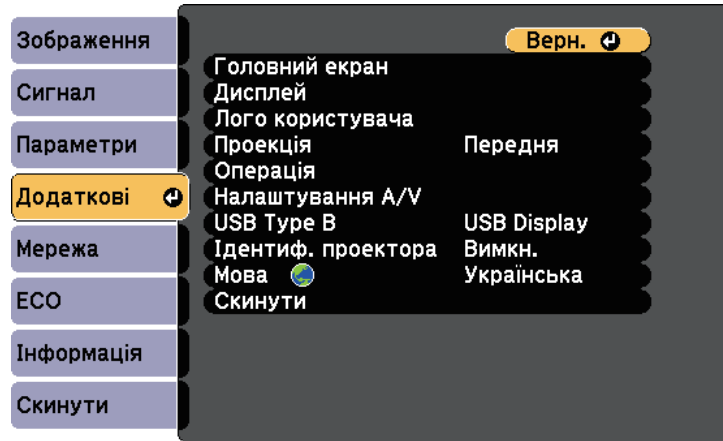 Зображення
Сигнал
Параметри
Додаткові
Мережа
ECO
Інформація
Скинути
Верн.
Головний екран
Дисплей
Лого користувача
Проекція Передня
Операція
Налаштування A/V
USB Type B USB Display
Ідентиф. проектора Вимкн.
Мова Українська
Скинути